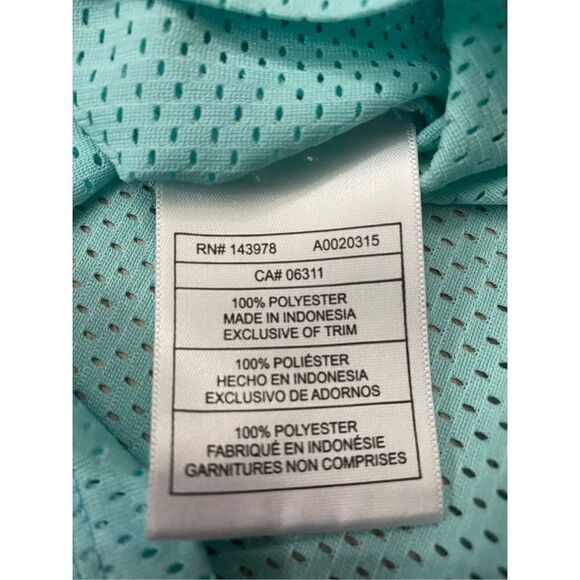 RN# 143978 A0020315
CA# 06311
100% POLYESTER
MADE IN INDONESIA
EXCLUSIVE OF TRIM
100% POLIÉSTER
HECHO EN INDONESIA
EXCLUSIVO DE ADORNOS
100% POLYESTER
FABRIQUÉ EN INDONÉSIE
GARNITURES NON COMPRISES